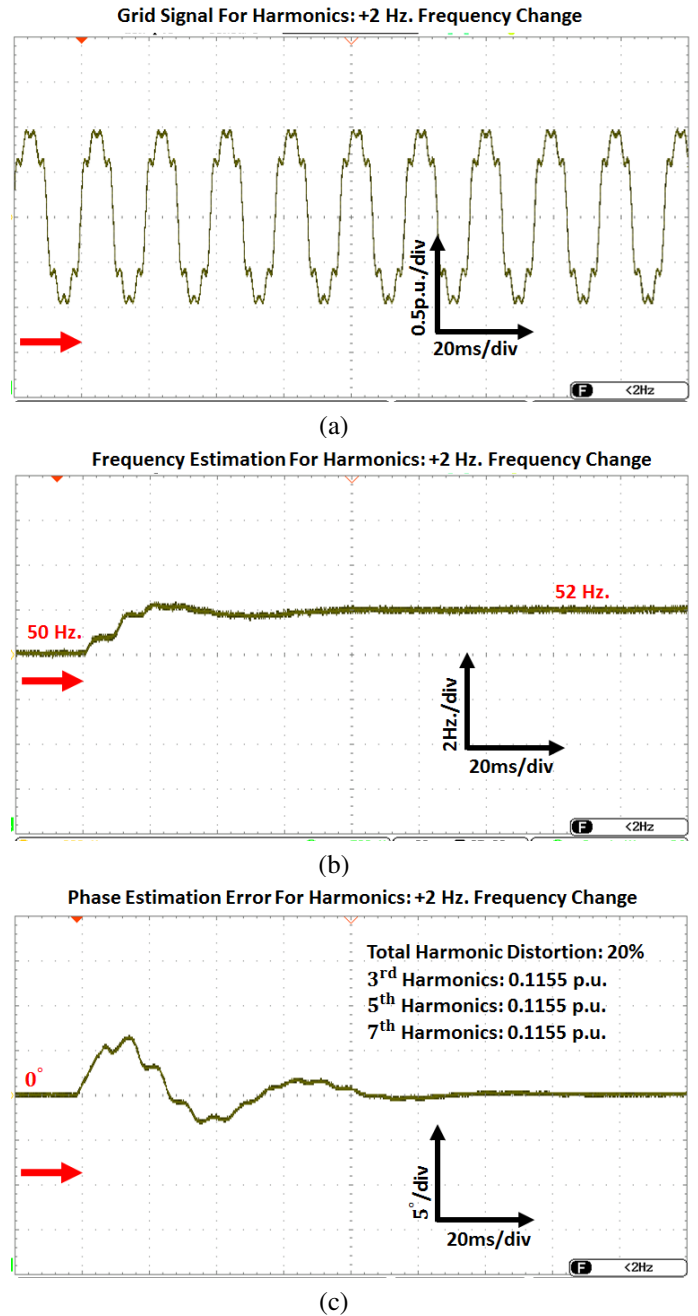 Grid Signal For Harmonics: +2 Hz. Frequency Change
0.5p.u./div
20ms/div
F <2Hz
(a)
Frequency Estimation For Harmonics: +2 Hz. Frequency Change
50 Hz.
52 Hz.
2Hz./div
20ms/div
F <2Hz
(b)
Phase Estimation Error For Harmonics: +2 Hz. Frequency Change
Total Harmonic Distortion: 20%
3rd Harmonics: 0.1155 p.u.
5th Harmonics: 0.1155 p.u.
7th Harmonics: 0.1155 p.u.
0°
5°/div
20ms/div
F <2Hz
(c)